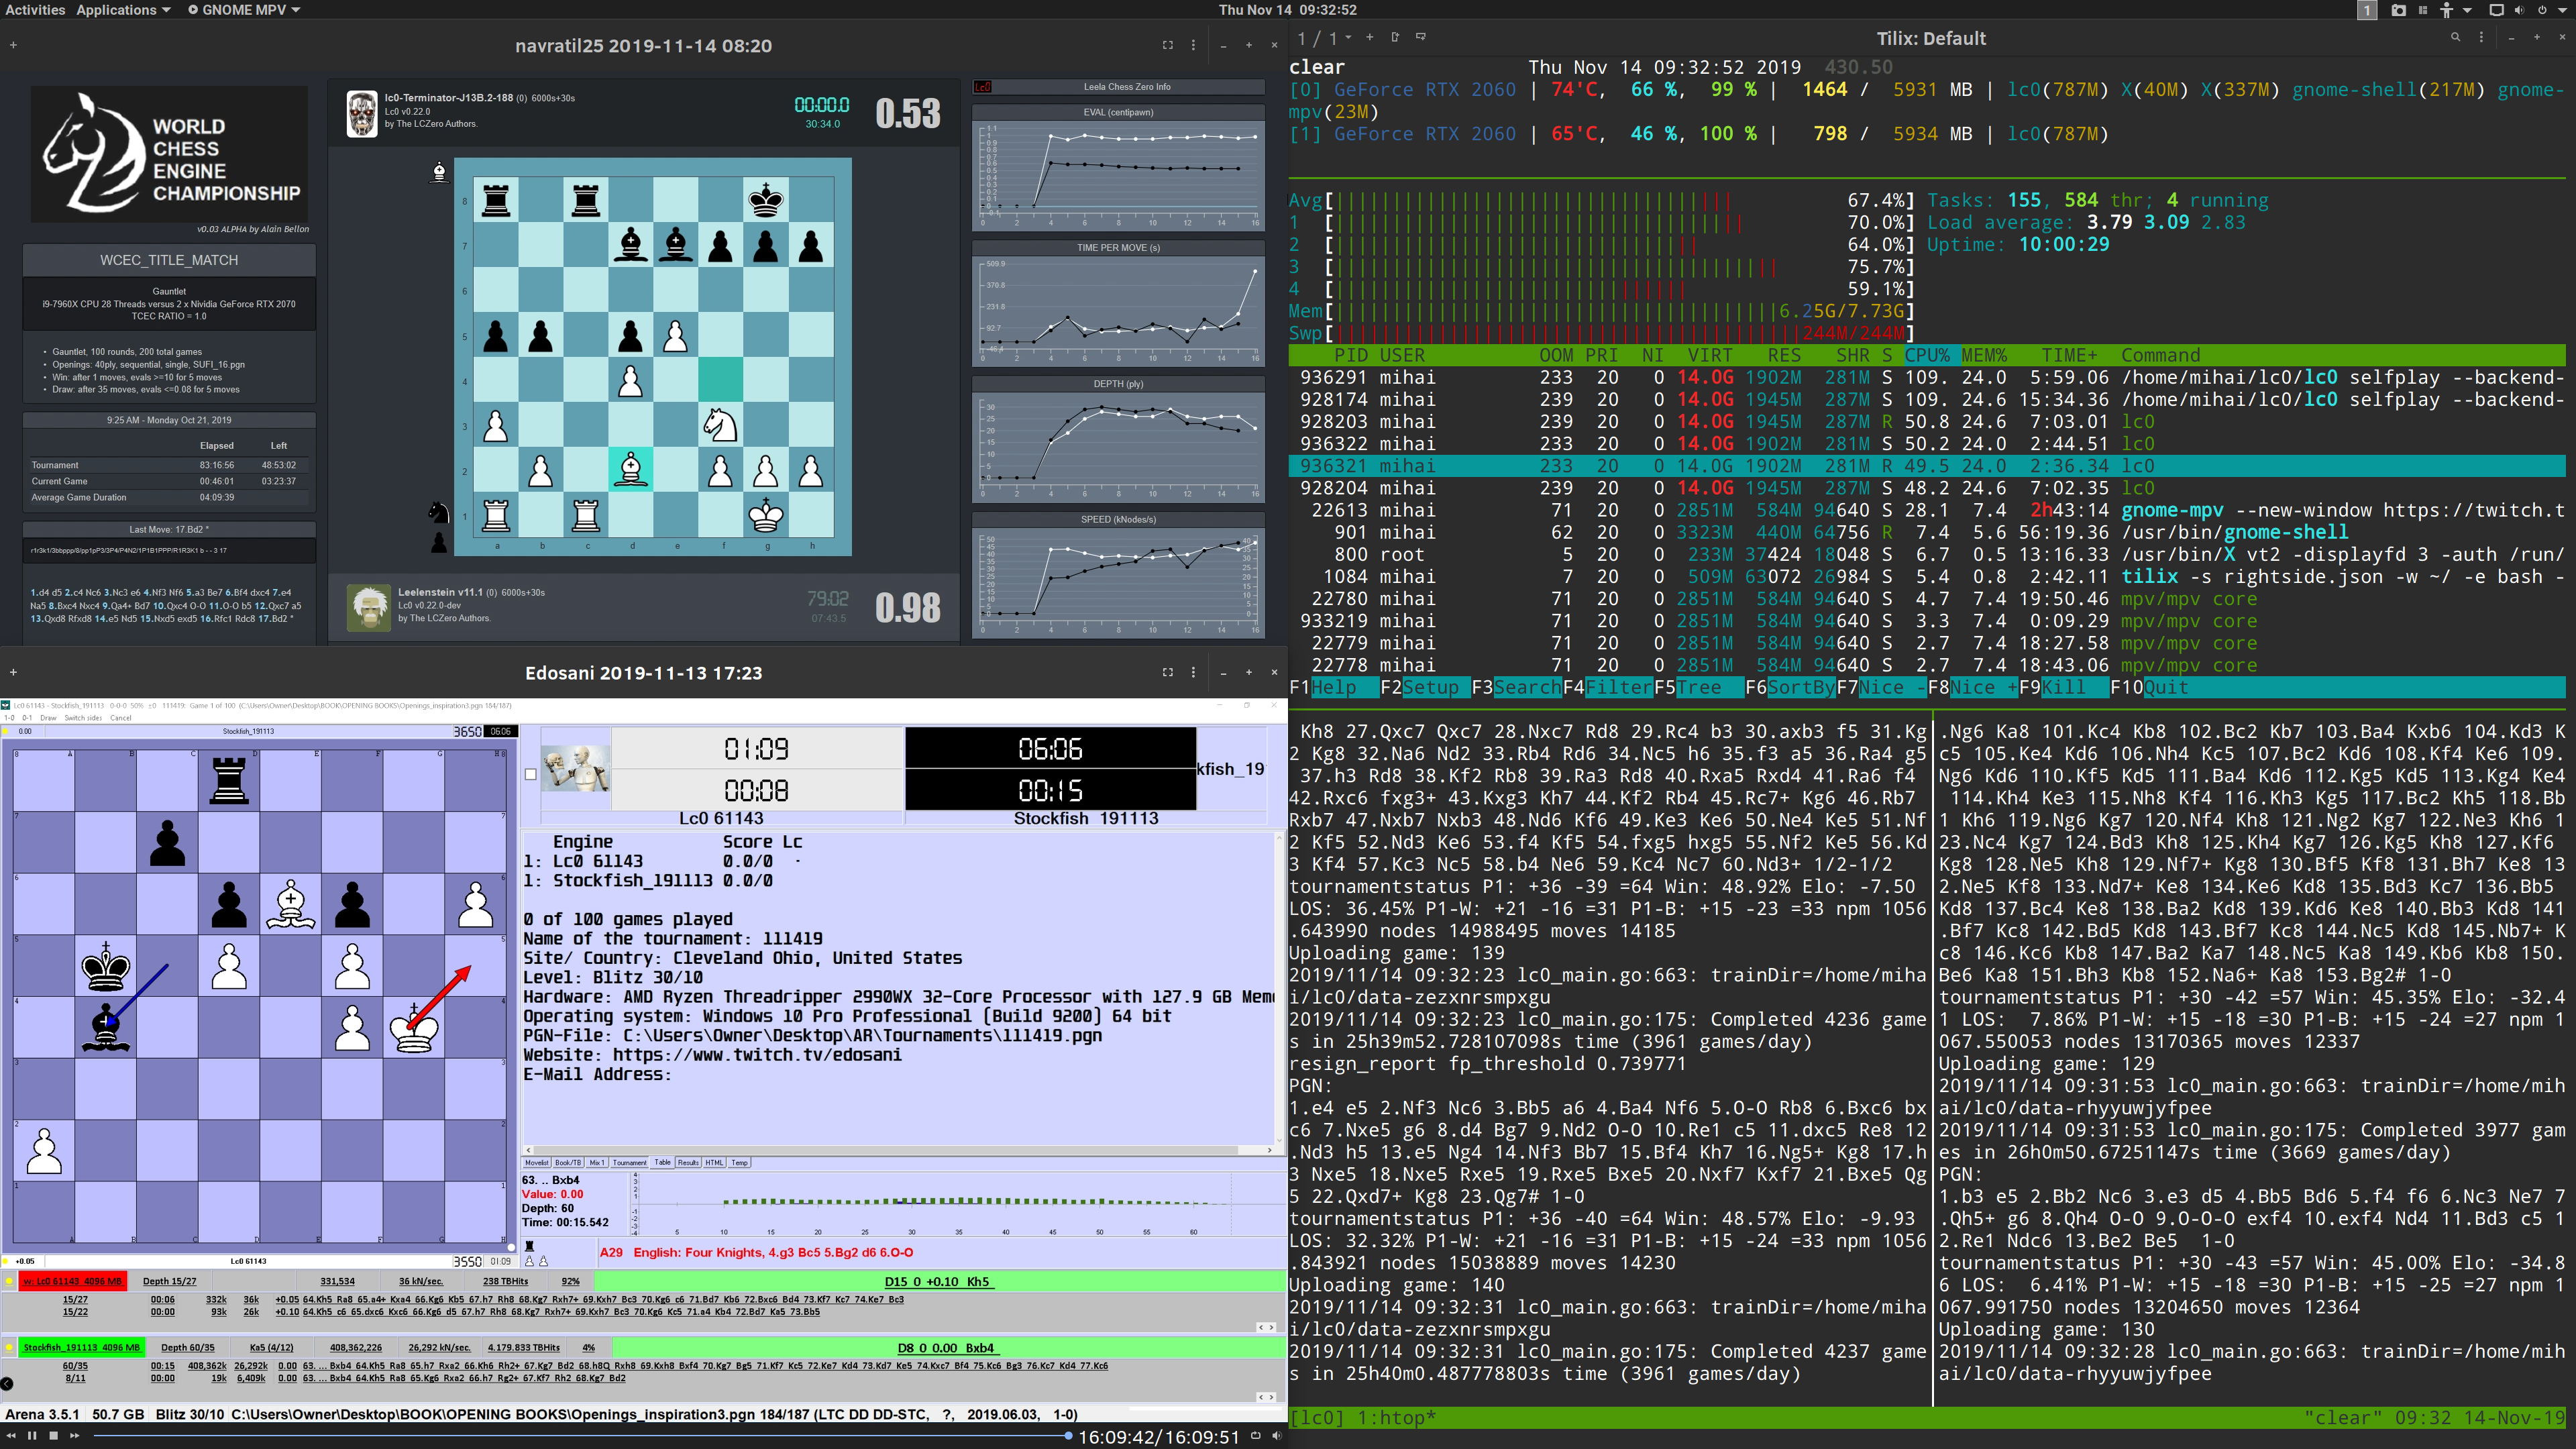 Activities Applications GNOME MPV
Thu Nov 14 09:32:52
1
navratil25 2019-11-14 08:20
WORLD
CHESS
ENGINE
CHAMPIONSHIP
v0.03 ALPHA by Alain Bellon
WCEC_TITLE_MATCH
Gauntlet
i9-7960X CPU 28 Threads versus 2 x Nividia GeForce RTX 2070
TCEC RATIO = 1.0
• Gauntlet, 100 rounds, 200 total games
• Openings: 40ply, sequential, single, SUFI_16.pgn
• Win: after 1 moves, evals >=10 for 5 moves
• Draw: after 35 moves, evals <=0.08 for 5 moves
9:25 AM - Monday Oct 21, 2019
Elapsed Left
Tournament 83:16:56 48:53:02
Current Game 00:46:01 03:23:37
Average Game Duration 04:09:39
Last Move: 17.Bd2 *
r1r3k1/3bbppp/8/pp1pP3/3P4/P4N2/1P1B1PPP/R1R3K1 b - - 3 17
1.d4 d5 2.c4 Nc6 3.Nc3 e6 4.Nf3 Nf6 5.a3 Be7 6.Bf4 dxc4 7.e4
Na5 8.Bxc4 Nxc4 9.Qa4+ Bd7 10.Qxc4 O-O 11.O-O b5 12.Qxc7 a5
13.Qxd8 Rfxd8 14.e5 Nd5 15.Nxd5 exd5 16.Rfc1 Rdc8 17.Bd2 *
lc0-Terminator-J13B.2-188 (0) 6000s+30s
Lc0 v0.22.0
by The LCZero Authors.
00:00.0
30:34.0
0.53
8
7
6
5
4
3
2
1
a b c d e f g h
Leelenstein v11.1 (0) 6000s+30s
Lc0 v0.22.0-dev
by The LCZero Authors.
79:02
07:43.5
0.98
Lc0
Leela Chess Zero Info
EVAL (centipawn)
TIME PER MOVE (s)
509.9
370.8
231.8
92.7
DEPTH (ply)
SPEED (kNodes/s)
Edosani 2019-11-13 17:23
Lc0 61143 - Stockfish_191113 0-0-0 50% ±0 111419: Game 1 of 100 (C:\Users\Owner\Desktop\BOOK\OPENING BOOKS\Openings_inspiration3.pgn 184/187)
1-0 0-1 Draw Switch sides Cancel
0.00 Stockfish_191113 3650 06:06
+0.05 Lc0 61143 3550 01:09
01:09 06:06
00:08 00:15
kfish_19
Lc0 61143 Stockfish_191113
Engine Score Lc
1: Lc0 61143 0.0/0 ·
1: Stockfish_191113 0.0/0
0 of 100 games played
Name of the tournament: 111419
Site/ Country: Cleveland Ohio, United States
Level: Blitz 30/10
Hardware: AMD Ryzen Threadripper 2990WX 32-Core Processor with 127.9 GB Mem
Operating system: Windows 10 Pro Professional (Build 9200) 64 bit
PGN-File: C:\Users\Owner\Desktop\AR\Tournaments\111419.pgn
Website: https://www.twitch.tv/edosani
E-Mail Address:
Movelist Book/TB Mix 1 Tournament Table Results HTML Temp
63. .. Bxb4
Value: 0.00
Depth: 60
Time: 00:15.542
5 10 15 20 25 30 35 40 45 50 55 60
A29 English: Four Knights, 4.g3 Bc5 5.Bg2 d6 6.O-O
w: Lc0 61143 4096 MB Depth 15/27 331,534 36 kN/sec. 238 TBHits 92% D15 0 +0.10 Kh5
15/27 00:06 332k 36k +0.05 64.Kh5 Ra8 65.a4+ Kxa4 66.Kg6 Kb5 67.h7 Rh8 68.Kg7 Rxh7+ 69.Kxh7 Bc3 70.Kg6 c6 71.Bd7 Kb6 72.Bxc6 Bd4 73.Kf7 Kc7 74.Ke7 Bc3
15/22 00:00 93k 26k +0.10 64.Kh5 c6 65.dxc6 Kxc6 66.Kg6 d5 67.h7 Rh8 68.Kg7 Rxh7+ 69.Kxh7 Bc3 70.Kg6 Kc5 71.a4 Kb4 72.Bd7 Ka5 73.Bb5
Stockfish_191113 4096 MB Depth 60/35 Ka5 (4/12) 408,362,226 26,292 kN/sec. 4.179.833 TBHits 4% D8 0 0.00 Bxb4
60/35 00:15 408,362k 26,292k 0.00 63. ... Bxb4 64.Kh5 Ra8 65.h7 Rxa2 66.Kh6 Rh2+ 67.Kg7 Bd2 68.h8Q Rxh8 69.Kxh8 Bxf4 70.Kg7 Bg5 71.Kf7 Kc5 72.Ke7 Kd4 73.Kd7 Ke5 74.Kxc7 Bf4 75.Kc6 Bg3 76.Kc7 Kd4 77.Kc6
8/11 00:00 19k 6,409k 0.00 63. ... Bxb4 64.Kh5 Ra8 65.Kg6 Rxa2 66.h7 Rg2+ 67.Kf7 Rh2 68.Kg7 Bd2
Arena 3.5.1 50.7 GB Blitz 30/10 C:\Users\Owner\Desktop\BOOK\OPENING BOOKS\Openings_inspiration3.pgn 184/187 (LTC DD DD-STC, ?, 2019.06.03, 1-0)
16:09:42/16:09:51
1 / 1 Tilix: Default
clear Thu Nov 14 09:32:52 2019 430.50
[0] GeForce RTX 2060 | 74'C, 66 %, 99 % | 1464 / 5931 MB | lc0(787M) X(40M) X(337M) gnome-shell(217M) gnome-
mpv(23M)
[1] GeForce RTX 2060 | 65'C, 46 %, 100 % | 798 / 5934 MB | lc0(787M)
Avg[ 67.4%] Tasks: 155, 584 thr; 4 running
1 [ 70.0%] Load average: 3.79 3.09 2.83
2 [ 64.0%] Uptime: 10:00:29
3 [ 75.7%]
4 [ 59.1%]
Mem[ 6.25G/7.73G]
Swp[ 244M/244M]
PID USER OOM PRI NI VIRT RES SHR S CPU% MEM% TIME+ Command
936291 mihai 233 20 0 14.0G 1902M 281M S 109. 24.0 5:59.06 /home/mihai/lc0/lc0 selfplay --backend-
928174 mihai 239 20 0 14.0G 1945M 287M S 109. 24.6 15:34.36 /home/mihai/lc0/lc0 selfplay --backend-
928203 mihai 239 20 0 14.0G 1945M 287M R 50.8 24.6 7:03.01 lc0
936322 mihai 233 20 0 14.0G 1902M 281M S 50.2 24.0 2:44.51 lc0
936321 mihai 233 20 0 14.0G 1902M 281M R 49.5 24.0 2:36.34 lc0
928204 mihai 239 20 0 14.0G 1945M 287M S 48.2 24.6 7:02.35 lc0
22613 mihai 71 20 0 2851M 584M 94640 S 28.1 7.4 2h43:14 gnome-mpv --new-window https://twitch.t
901 mihai 62 20 0 3323M 440M 64756 R 7.4 5.6 56:19.36 /usr/bin/gnome-shell
800 root 5 20 0 233M 37424 18048 S 6.7 0.5 13:16.33 /usr/bin/X vt2 -displayfd 3 -auth /run/
1084 mihai 7 20 0 509M 63072 26984 S 5.4 0.8 2:42.11 tilix -s rightside.json -w ~/ -e bash -
22780 mihai 71 20 0 2851M 584M 94640 S 4.7 7.4 19:50.46 mpv/mpv core
933219 mihai 71 20 0 2851M 584M 94640 S 3.3 7.4 0:09.29 mpv/mpv core
22779 mihai 71 20 0 2851M 584M 94640 S 2.7 7.4 18:27.58 mpv/mpv core
22778 mihai 71 20 0 2851M 584M 94640 S 2.7 7.4 18:43.06 mpv/mpv core
F1Help F2Setup F3Search F4Filter F5Tree F6SortBy F7Nice - F8Nice + F9Kill F10Quit
Kh8 27.Qxc7 Qxc7 28.Nxc7 Rd8 29.Rc4 b3 30.axb3 f5 31.Kg
2 Kg8 32.Na6 Nd2 33.Rb4 Rd6 34.Nc5 h6 35.f3 a5 36.Ra4 g5
37.h3 Rd8 38.Kf2 Rb8 39.Ra3 Rd8 40.Rxa5 Rxd4 41.Ra6 f4
42.Rxc6 fxg3+ 43.Kxg3 Kh7 44.Kf2 Rb4 45.Rc7+ Kg6 46.Rb7
Rxb7 47.Nxb7 Nxb3 48.Nd6 Kf6 49.Ke3 Ke6 50.Ne4 Ke5 51.Nf
2 Kf5 52.Nd3 Ke6 53.f4 Kf5 54.fxg5 hxg5 55.Nf2 Ke5 56.Kd
3 Kf4 57.Kc3 Nc5 58.b4 Ne6 59.Kc4 Nc7 60.Nd3+ 1/2-1/2
tournamentstatus P1: +36 -39 =64 Win: 48.92% Elo: -7.50
LOS: 36.45% P1-W: +21 -16 =31 P1-B: +15 -23 =33 npm 1056
.643990 nodes 14988495 moves 14185
Uploading game: 139
2019/11/14 09:32:23 lc0_main.go:663: trainDir=/home/miha
i/lc0/data-zezxnrsmpxgu
2019/11/14 09:32:23 lc0_main.go:175: Completed 4236 game
s in 25h39m52.728107098s time (3961 games/day)
resign_report fp_threshold 0.739771
PGN:
1.e4 e5 2.Nf3 Nc6 3.Bb5 a6 4.Ba4 Nf6 5.O-O Rb8 6.Bxc6 bx
c6 7.Nxe5 g6 8.d4 Bg7 9.Nd2 O-O 10.Re1 c5 11.dxc5 Re8 12
.Nd3 h5 13.e5 Ng4 14.Nf3 Bb7 15.Bf4 Kh7 16.Ng5+ Kg8 17.h
3 Nxe5 18.Nxe5 Rxe5 19.Rxe5 Bxe5 20.Nxf7 Kxf7 21.Bxe5 Qg
5 22.Qxd7+ Kg8 23.Qg7# 1-0
tournamentstatus P1: +36 -40 =64 Win: 48.57% Elo: -9.93
LOS: 32.32% P1-W: +21 -16 =31 P1-B: +15 -24 =33 npm 1056
.843921 nodes 15038889 moves 14230
Uploading game: 140
2019/11/14 09:32:31 lc0_main.go:663: trainDir=/home/miha
i/lc0/data-zezxnrsmpxgu
2019/11/14 09:32:31 lc0_main.go:175: Completed 4237 game
s in 25h40m0.487778803s time (3961 games/day)
.Ng6 Ka8 101.Kc4 Kb8 102.Bc2 Kb7 103.Ba4 Kxb6 104.Kd3 K
c5 105.Ke4 Kd6 106.Nh4 Kc5 107.Bc2 Kd6 108.Kf4 Ke6 109.
Ng6 Kd6 110.Kf5 Kd5 111.Ba4 Kd6 112.Kg5 Kd5 113.Kg4 Ke4
114.Kh4 Ke3 115.Nh8 Kf4 116.Kh3 Kg5 117.Bc2 Kh5 118.Bb
1 Kh6 119.Ng6 Kg7 120.Nf4 Kh8 121.Ng2 Kg7 122.Ne3 Kh6 1
23.Nc4 Kg7 124.Bd3 Kh8 125.Kh4 Kg7 126.Kg5 Kh8 127.Kf6
Kg8 128.Ne5 Kh8 129.Nf7+ Kg8 130.Bf5 Kf8 131.Bh7 Ke8 13
2.Ne5 Kf8 133.Nd7+ Ke8 134.Ke6 Kd8 135.Bd3 Kc7 136.Bb5
Kd8 137.Bc4 Ke8 138.Ba2 Kd8 139.Kd6 Ke8 140.Bb3 Kd8 141
.Bf7 Kc8 142.Bd5 Kd8 143.Bf7 Kc8 144.Nc5 Kd8 145.Nb7+ K
c8 146.Kc6 Kb8 147.Ba2 Ka7 148.Nc5 Ka8 149.Kb6 Kb8 150.
Be6 Ka8 151.Bh3 Kb8 152.Na6+ Ka8 153.Bg2# 1-0
tournamentstatus P1: +30 -42 =57 Win: 45.35% Elo: -32.4
1 LOS: 7.86% P1-W: +15 -18 =30 P1-B: +15 -24 =27 npm 1
067.550053 nodes 13170365 moves 12337
Uploading game: 129
2019/11/14 09:31:53 lc0_main.go:663: trainDir=/home/mih
ai/lc0/data-rhyyuwjyfpee
2019/11/14 09:31:53 lc0_main.go:175: Completed 3977 gam
es in 26h0m50.67251147s time (3669 games/day)
PGN:
1.b3 e5 2.Bb2 Nc6 3.e3 d5 4.Bb5 Bd6 5.f4 f6 6.Nc3 Ne7 7
.Qh5+ g6 8.Qh4 O-O 9.O-O-O exf4 10.exf4 Nd4 11.Bd3 c5 1
2.Re1 Ndc6 13.Be2 Be5 1-0
tournamentstatus P1: +30 -43 =57 Win: 45.00% Elo: -34.8
6 LOS: 6.41% P1-W: +15 -18 =30 P1-B: +15 -25 =27 npm 1
067.991750 nodes 13204650 moves 12364
Uploading game: 130
2019/11/14 09:32:28 lc0_main.go:663: trainDir=/home/mih
ai/lc0/data-rhyyuwjyfpee
[lc0] 1:htop* "clear" 09:32 14-Nov-19